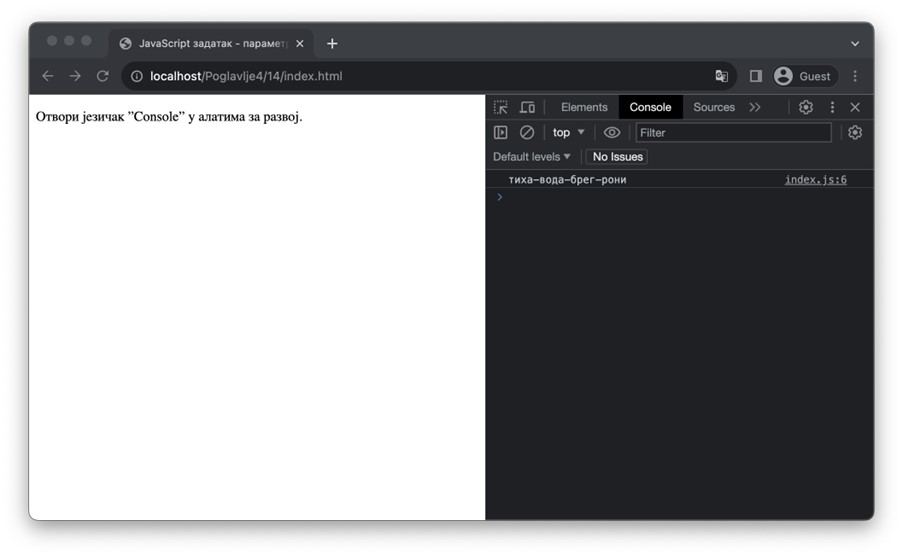 JavaScript задатак - парамет
localhost/Poglavlje4/14/index.html
Guest
Отвори језичак ”Console” у алатима за развој.
Elements Console Sources
top Filter
Default levels No Issues
тиха-вода-брег-рони index.js:6